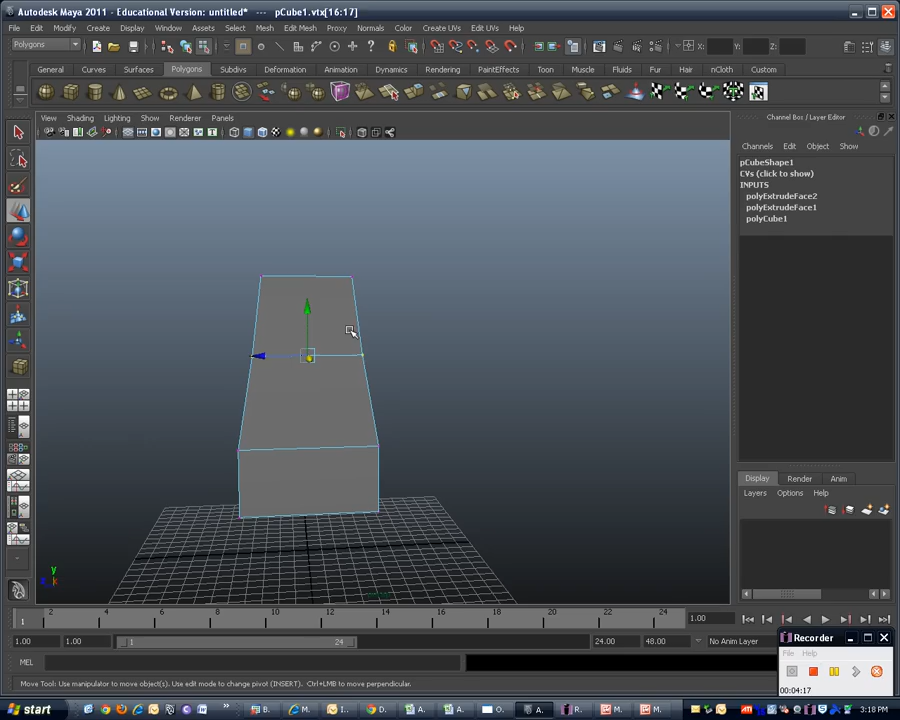 Autodesk Maya 2011 - Educational Version: untitled* --- pCube1.vtx[16:17]
File Edit Modify Create Display Window Assets Select Mesh Edit Mesh Proxy Normals Color Create UVs Edit UVs Help
Polygons X: Y: Z:
General Curves Surfaces Polygons Subdivs Deformation Animation Dynamics Rendering PaintEffects Toon Muscle Fluids Fur Hair nCloth Custom
View Shading Lighting Show Renderer Panels
Channel Box / Layer Editor
Channels Edit Object Show
pCubeShape1
CVs (click to show)
INPUTS
polyExtrudeFace2
polyExtrudeFace1
polyCube1
Display Render Anim
Layers Options Help
y
persp
2 4 6 8 10 12 14 16 18 20 22 24
1 1.00
1.00 1.00 1 24 24.00 48.00 No Anim Layer
MEL
Move Tool: Use manipulator to move object(s). Use edit mode to change pivot (INSERT). Ctrl+LMB to move perpendicular.
Recorder
File Help
00:04:17
start B.. M.. I.. D.. A.. A.. O.. A.. R.. M.. M.. 3:18 PM